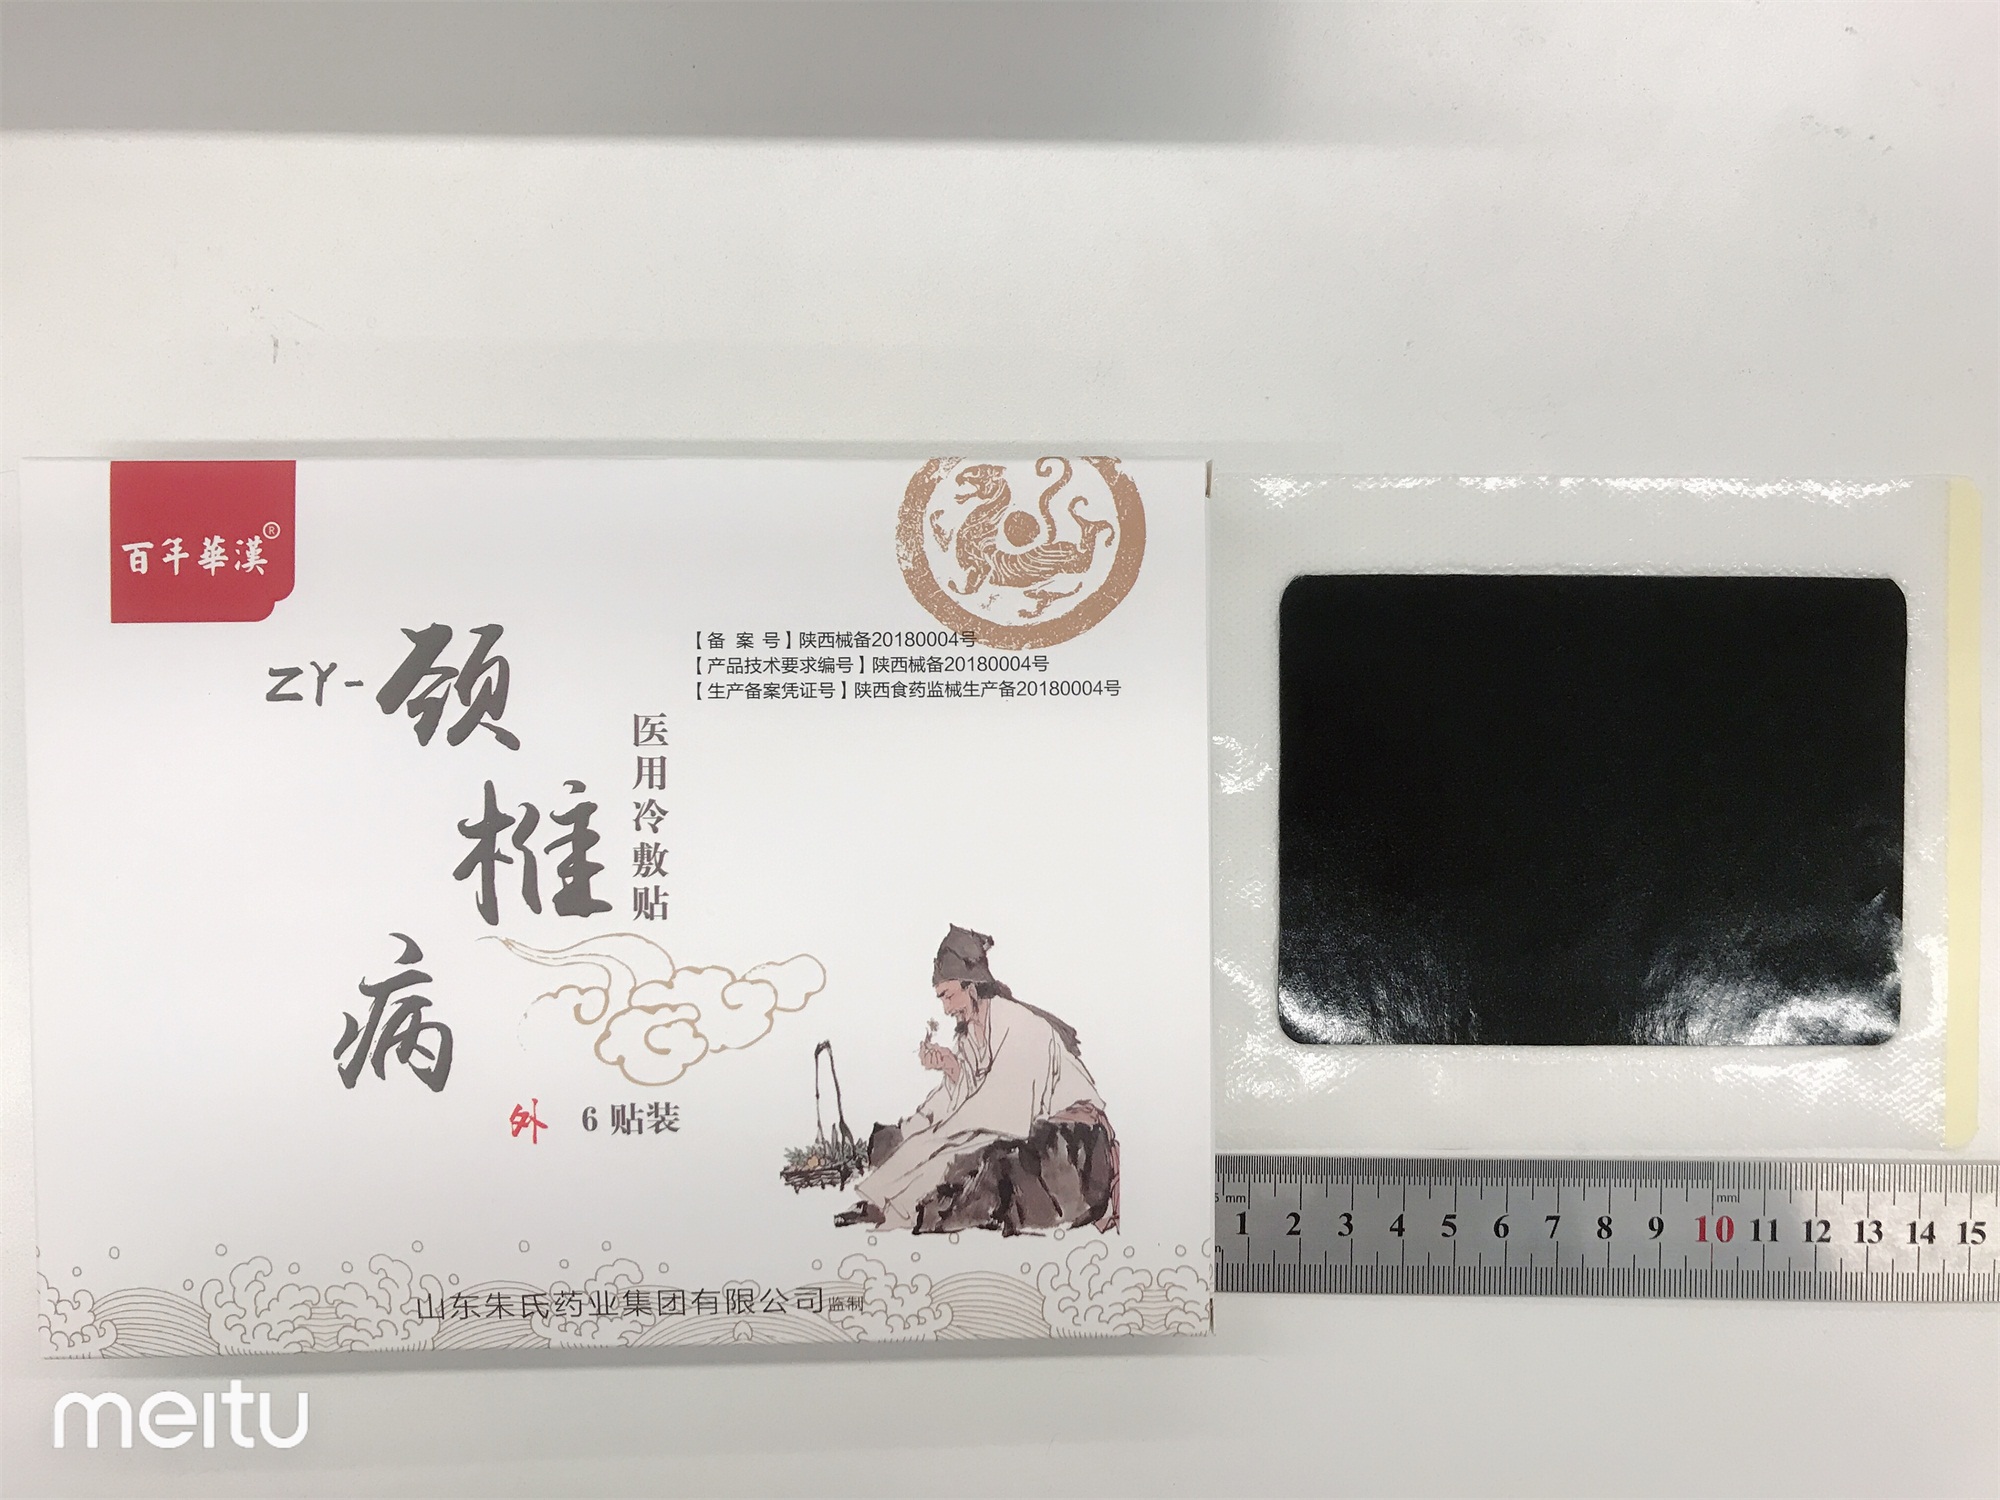 百年華漢®
ZY-颈椎病
医用冷敷贴
【备案号】陕西械备20180004号
【产品技术要求编号】陕西械备20180004号
【生产备案凭证号】陕西食药监械生产备20180004号
外 6贴装
山东朱氏药业集团有限公司监制
mm
mm
1 2 3 4 5 6 7 8 9 10 11 12 13 14 15
meitu